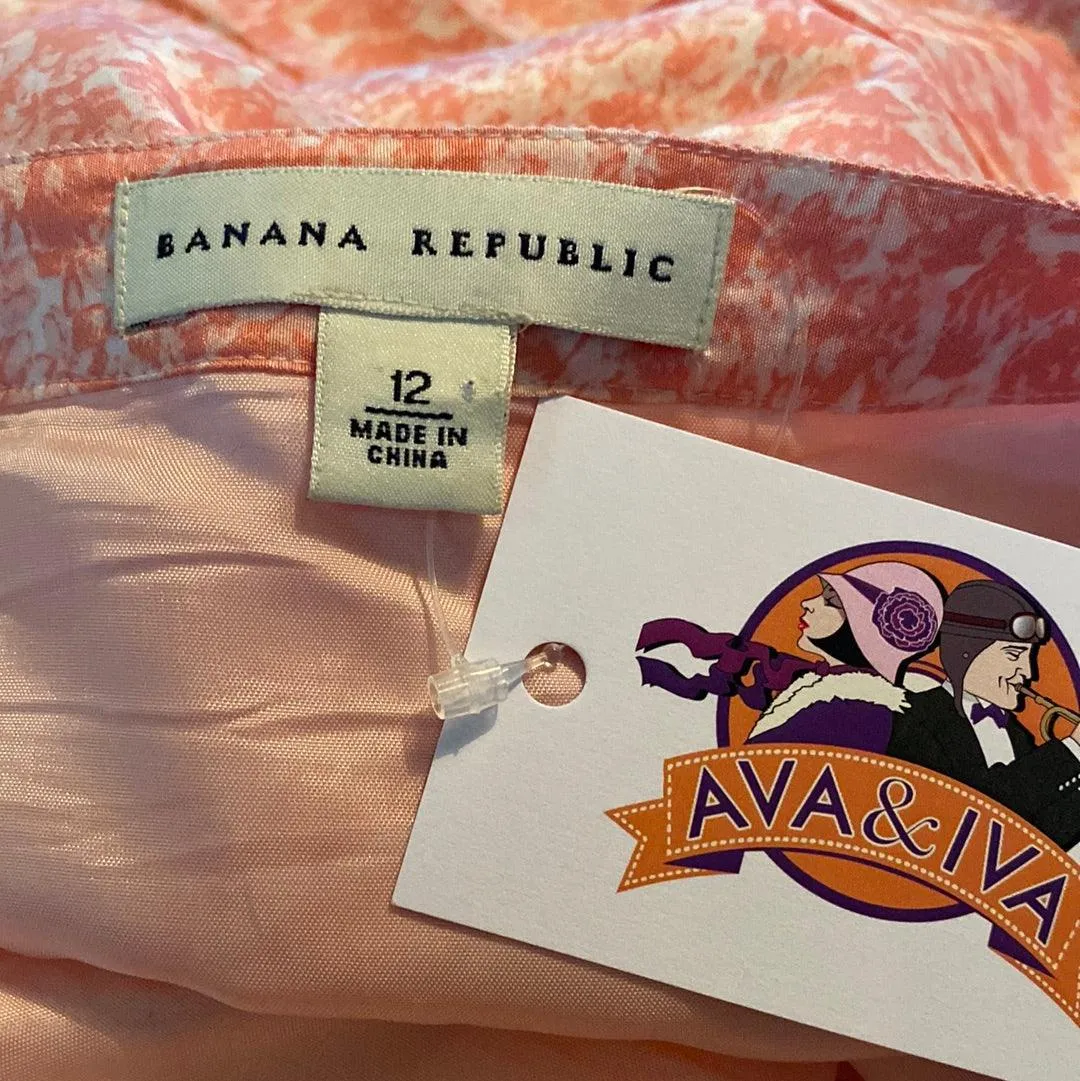 BANANA REPUBLIC
12
MADE IN
CHINA
AVA & IVA